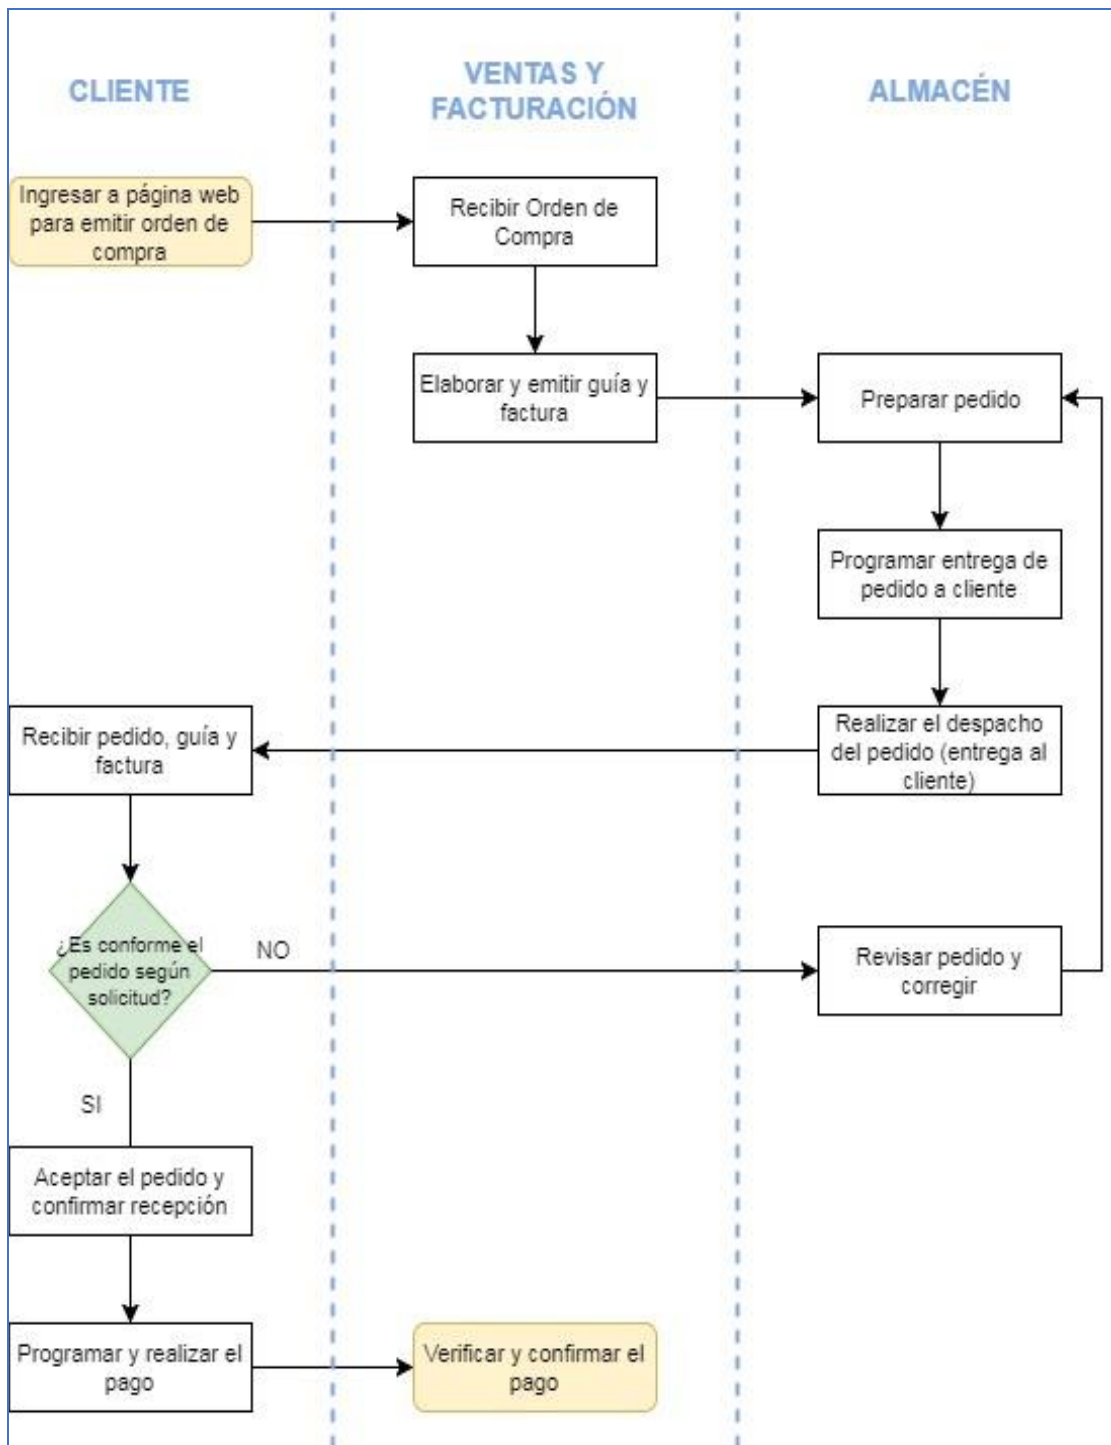 CLIENTE
VENTAS Y
FACTURACIÓN
ALMACÉN
Ingresar a página web
para emitir orden de
compra
Recibir Orden de
Compra
Elaborar y emitir guía y
factura
Preparar pedido
Programar entrega de
pedido a cliente
Realizar el despacho
del pedido (entrega al
cliente)
Recibir pedido, guía y
factura
¿Es conforme el
pedido según
solicitud?
NO
Revisar pedido y
corregir
SI
Aceptar el pedido y
confirmar recepción
Programar y realizar el
pago
Verificar y confirmar el
pago